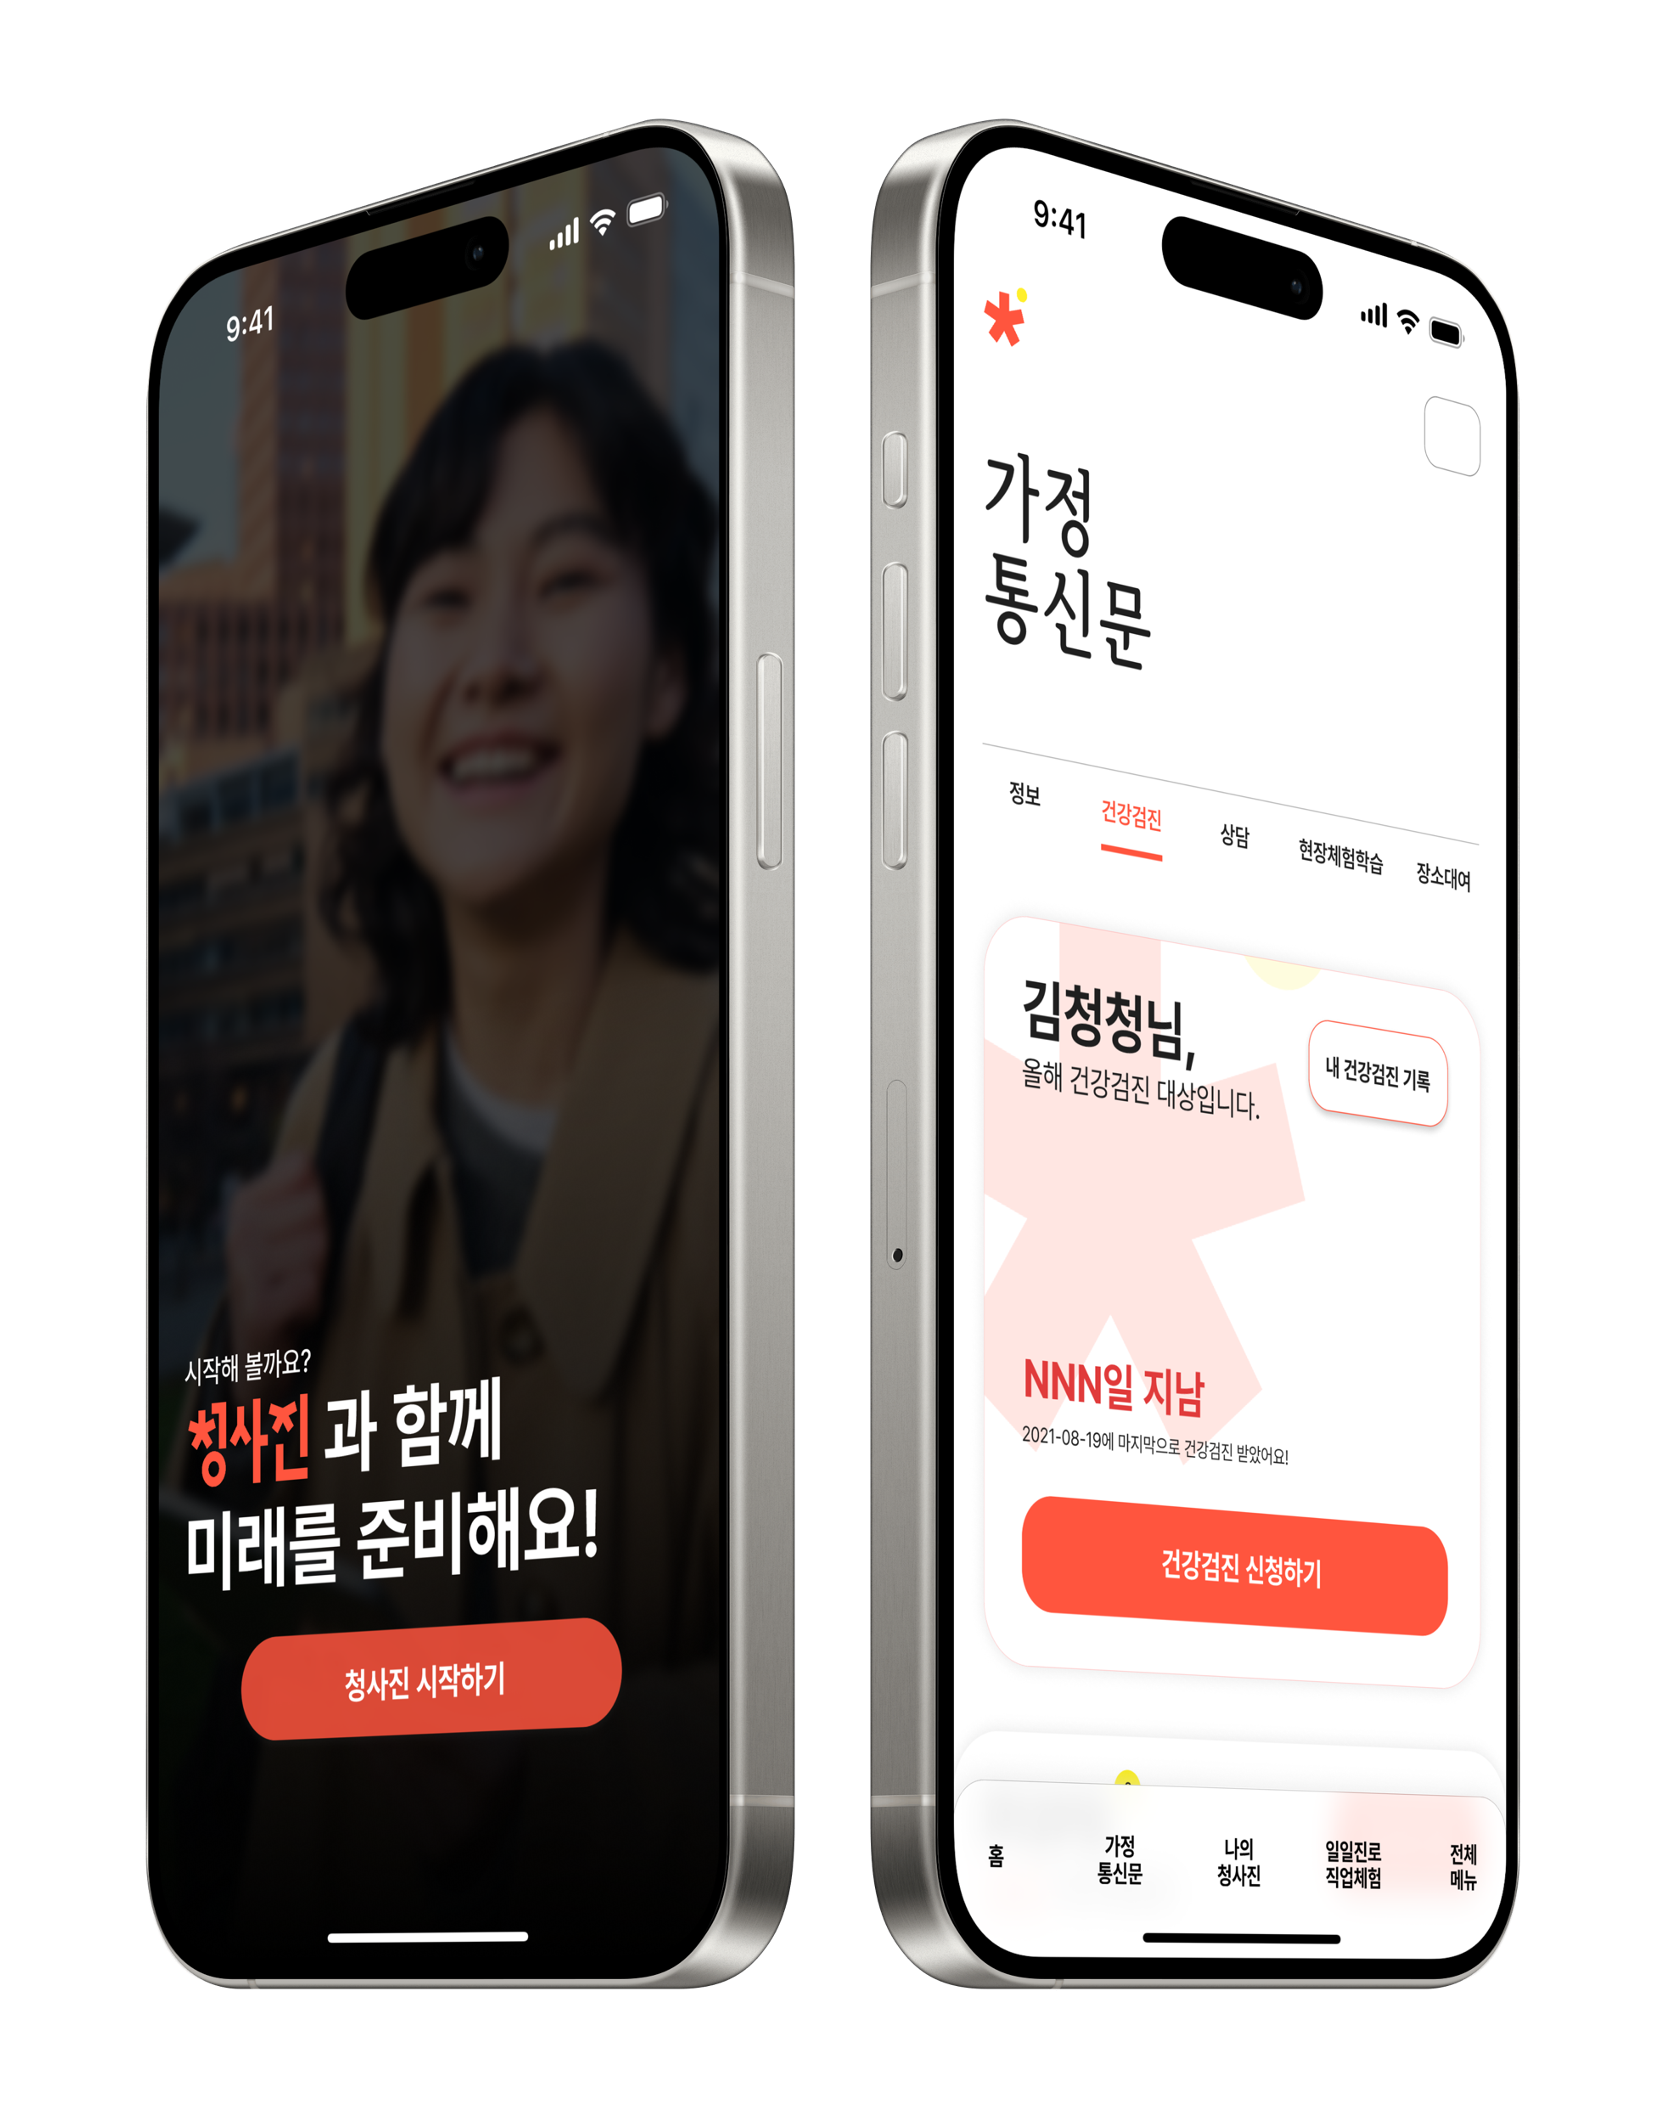 9:41
시작해 볼까요?
청사진과 함께
미래를 준비해요!
청사진 시작하기
9:41
가정
통신문
정보 건강검진 상담 현장체험학습 장소대여
김청청님,
올해 건강검진 대상입니다.
내 건강검진 기록
NNN일 지남
2021-08-19에 마지막으로 건강검진 받았어요!
건강검진 신청하기
홈
가정
통신문
나의
청사진
일일진로
직업체험
전체
메뉴